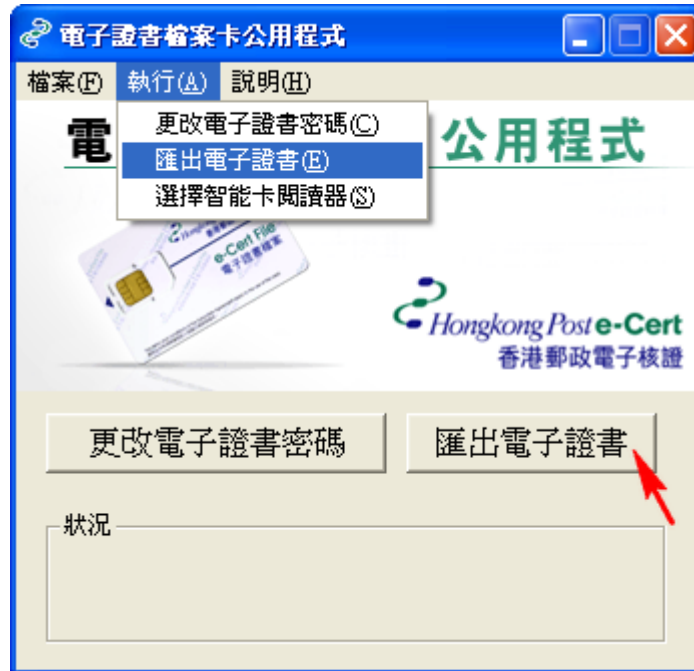 電子證書檔案卡公用程式
檔案(F) 執行(A) 說明(H)
更改電子證書密碼(C)
匯出電子證書(E)
選擇智能卡閱讀器(S)
電
公用程式
Hongkong
e-Cert File
電子證書檔案
Hongkong Post e-Cert
香港郵政電子核證
更改電子證書密碼
匯出電子證書
狀況